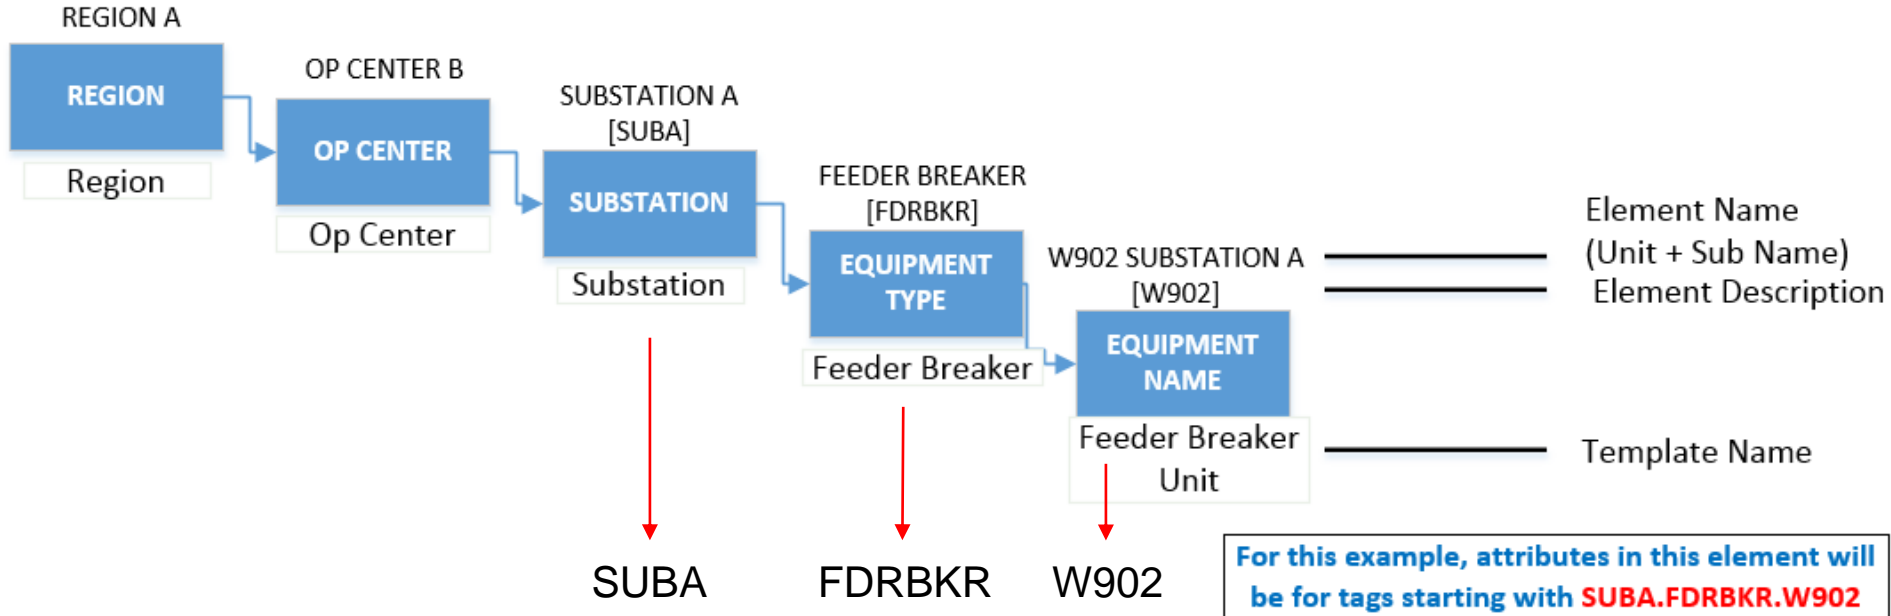 REGION A
REGION
Region
OP CENTER B
OP CENTER
Op Center
SUBSTATION A
[SUBA]
SUBSTATION
Substation
FEEDER BREAKER
[FDRBKR]
EQUIPMENT
TYPE
Feeder Breaker
W902 SUBSTATION A
[W902]
EQUIPMENT
NAME
Feeder Breaker
Unit
Element Name
(Unit + Sub Name)
Element Description
Template Name
SUBA
FDRBKR
W902
For this example, attributes in this element will
be for tags starting with SUBA.FDRBKR.W902